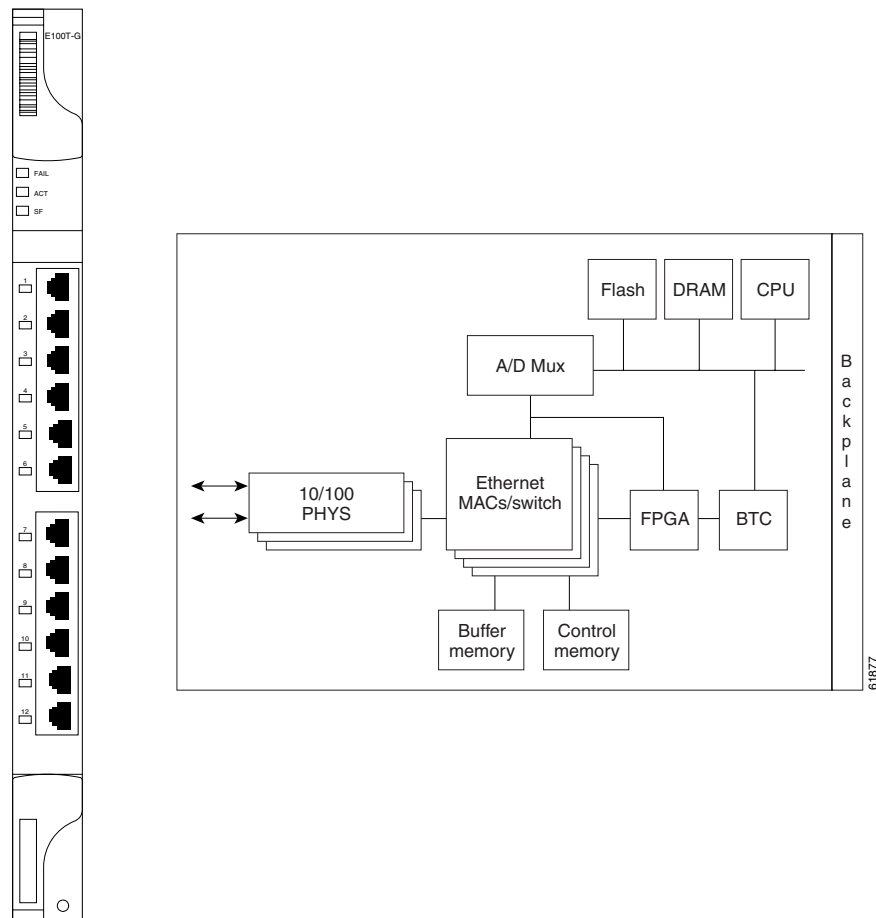 E100T-G
FAIL
ACT
SF
1
2
3
4
5
6
7
8
9
10
11
12
Flash
DRAM
CPU
A/D Mux
Ethernet
MACs/switch
10/100
PHYS
FPGA
BTC
Buffer
memory
Control
memory
Backplane
61877